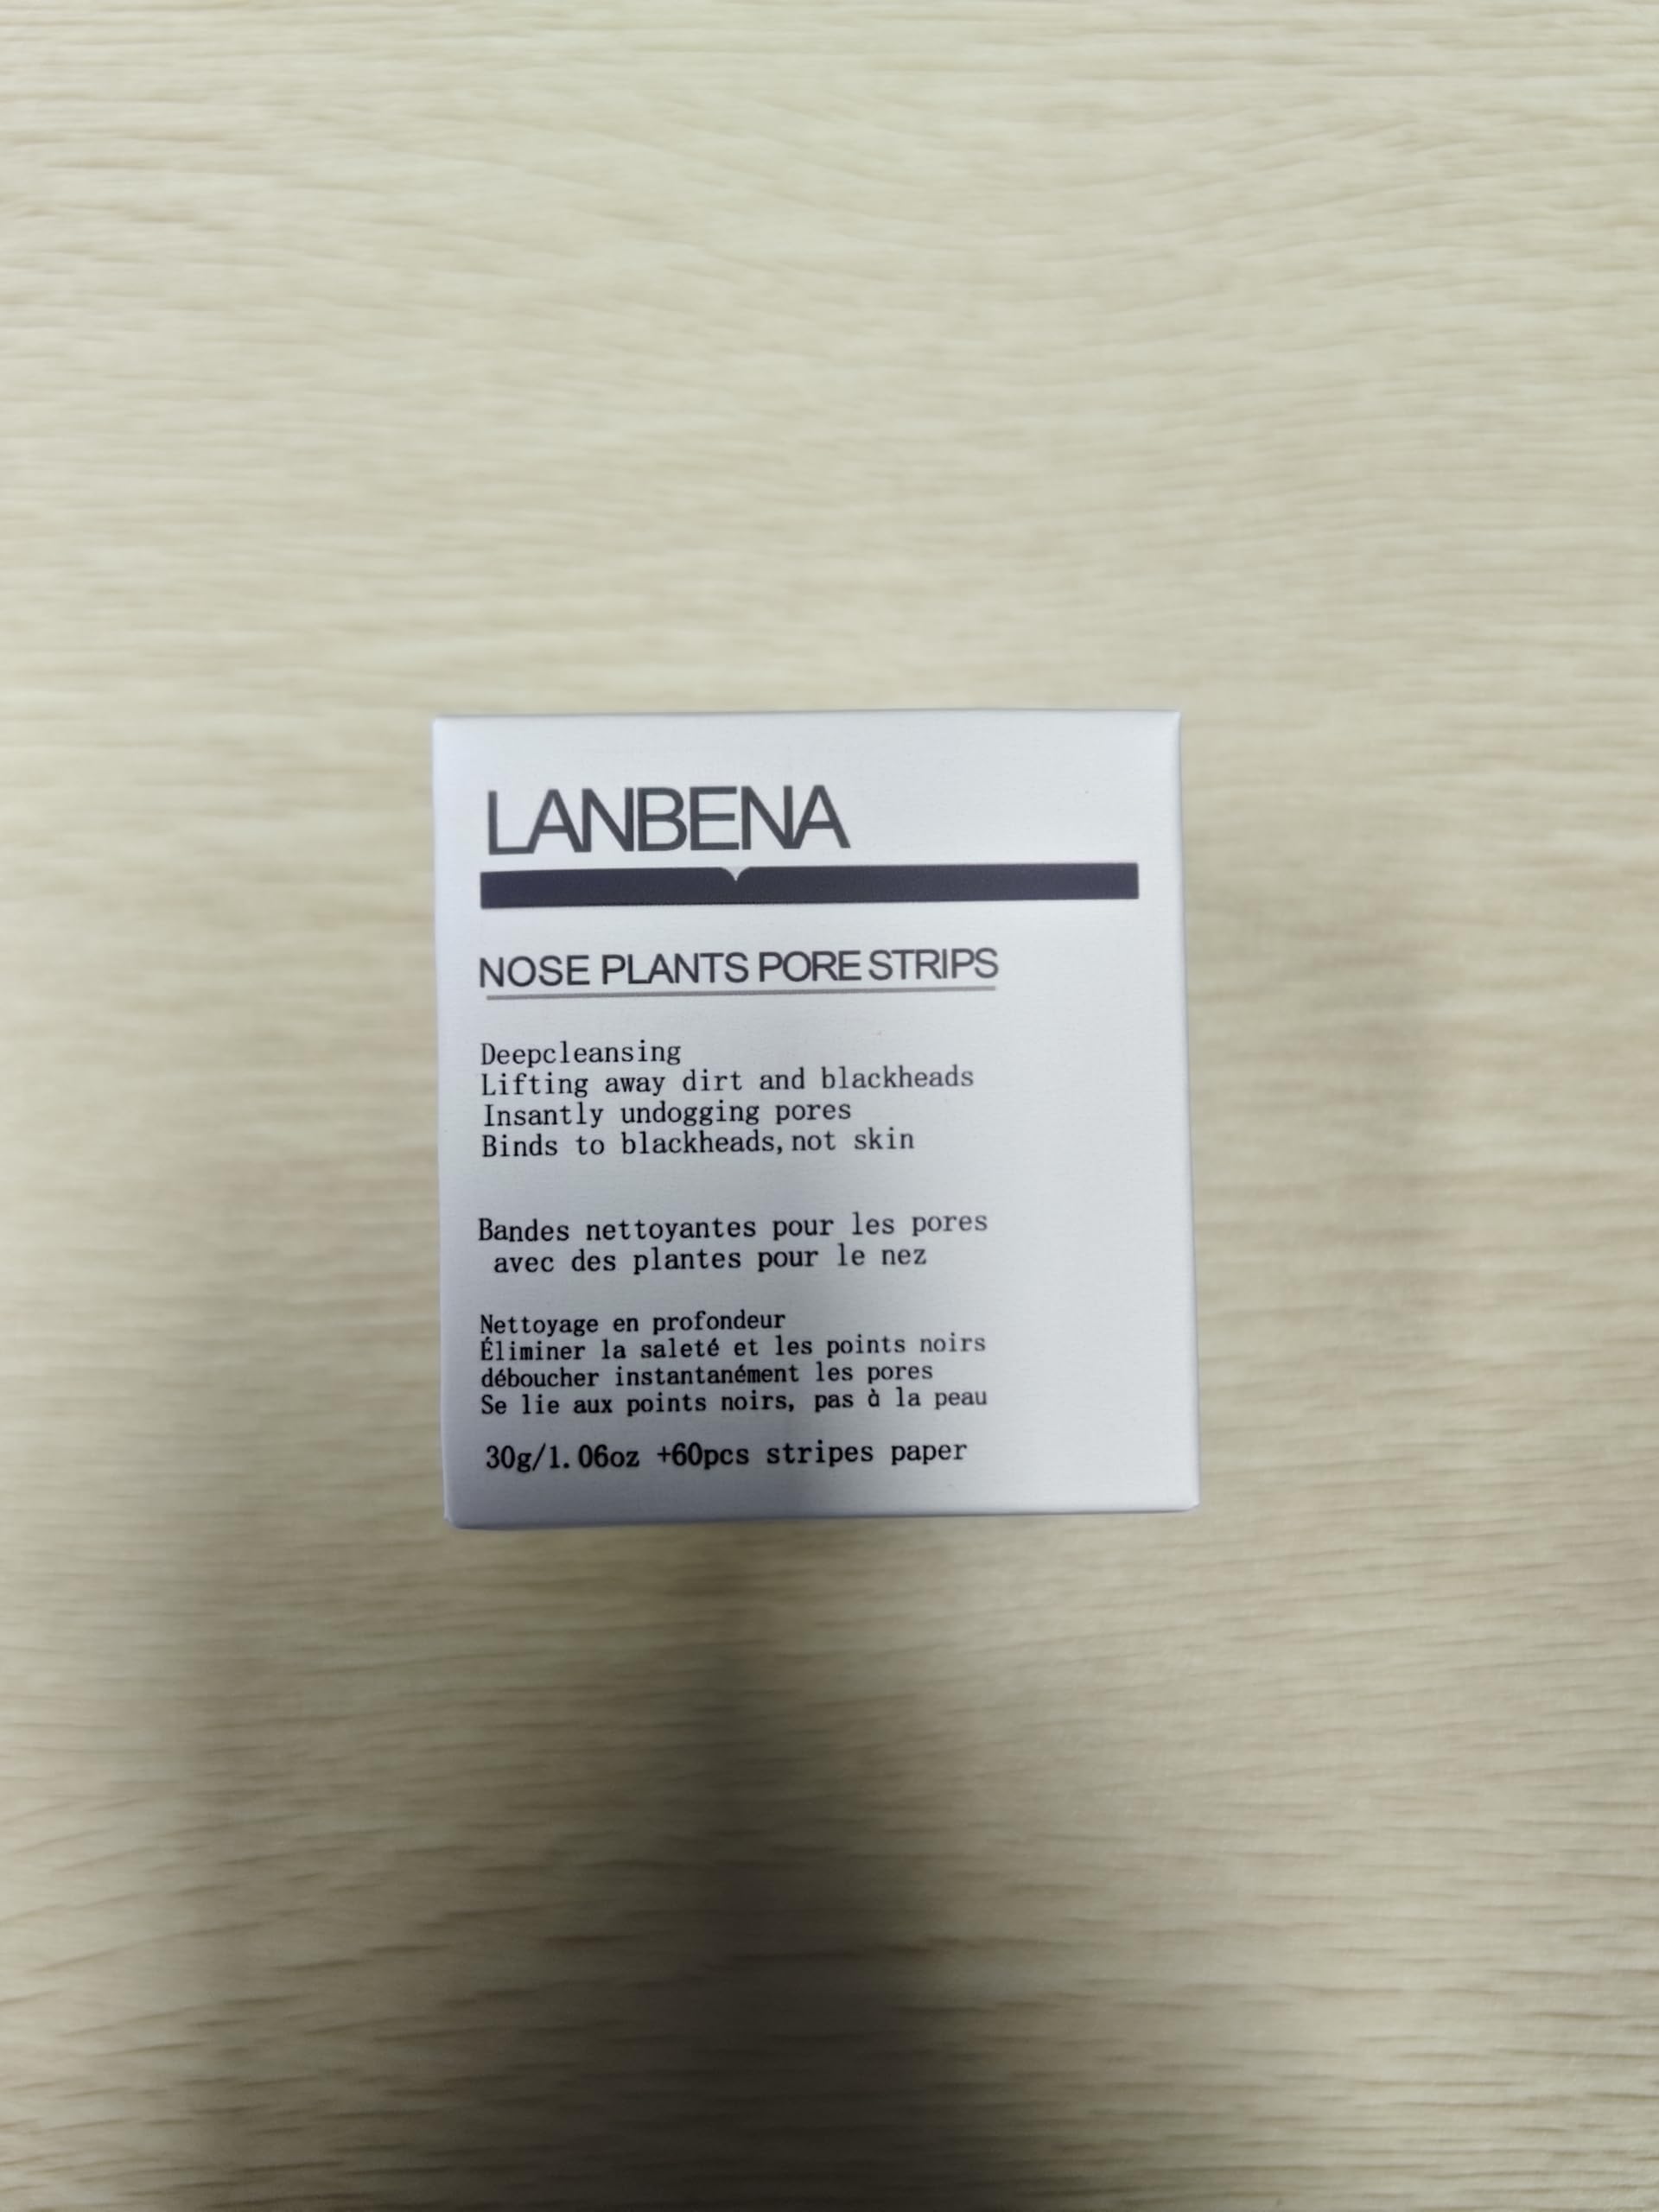 LANBENA
NOSE PLANTS PORE STRIPS
Deepcleansing
Lifting away dirt and blackheads
Insantly undogging pores
Binds to blackheads, not skin
Bandes nettoyantes pour les pores
avec des plantes pour le nez
Nettoyage en profondeur
Éliminer la saleté et les points noirs
déboucher instantanément les pores
Se lie aux points noirs, pas à la peau
30g/1.06oz +60pcs stripes paper